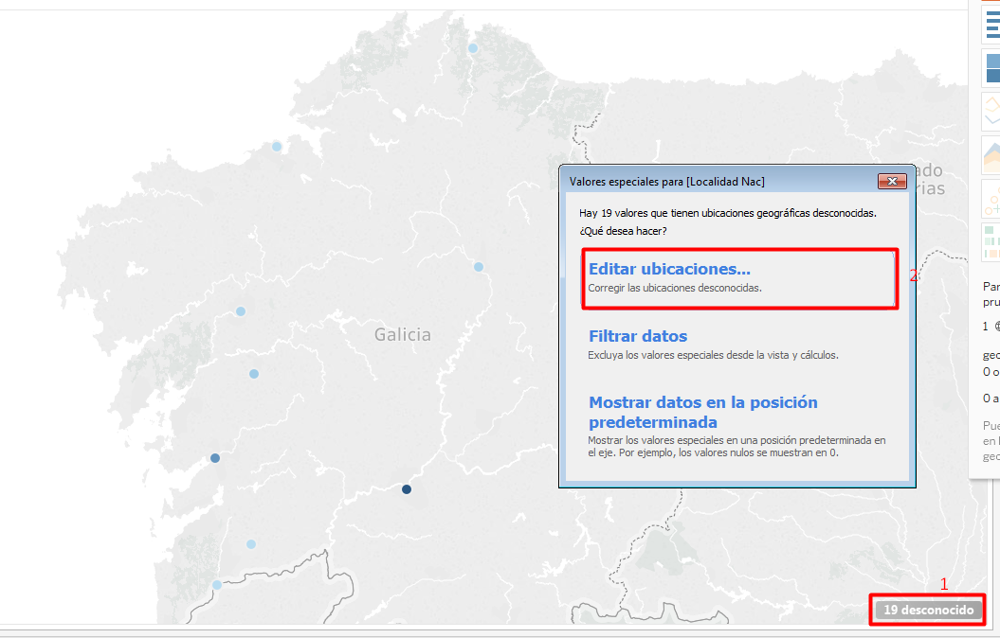 Galicia
ado
rias
Valores especiales para [Localidad Nac]
Hay 19 valores que tienen ubicaciones geográficas desconocidas.
¿Qué desea hacer?
Editar ubicaciones...
Corregir las ubicaciones desconocidas.
2
Filtrar datos
Excluya los valores especiales desde la vista y cálculos.
Mostrar datos en la posición
predeterminada
Mostrar los valores especiales en una posición predeterminada en
el eje. Por ejemplo, los valores nulos se muestran en 0.
Par
pru
1
geo
0 o
0 a
Pue
en l
geo
1
19 desconocido